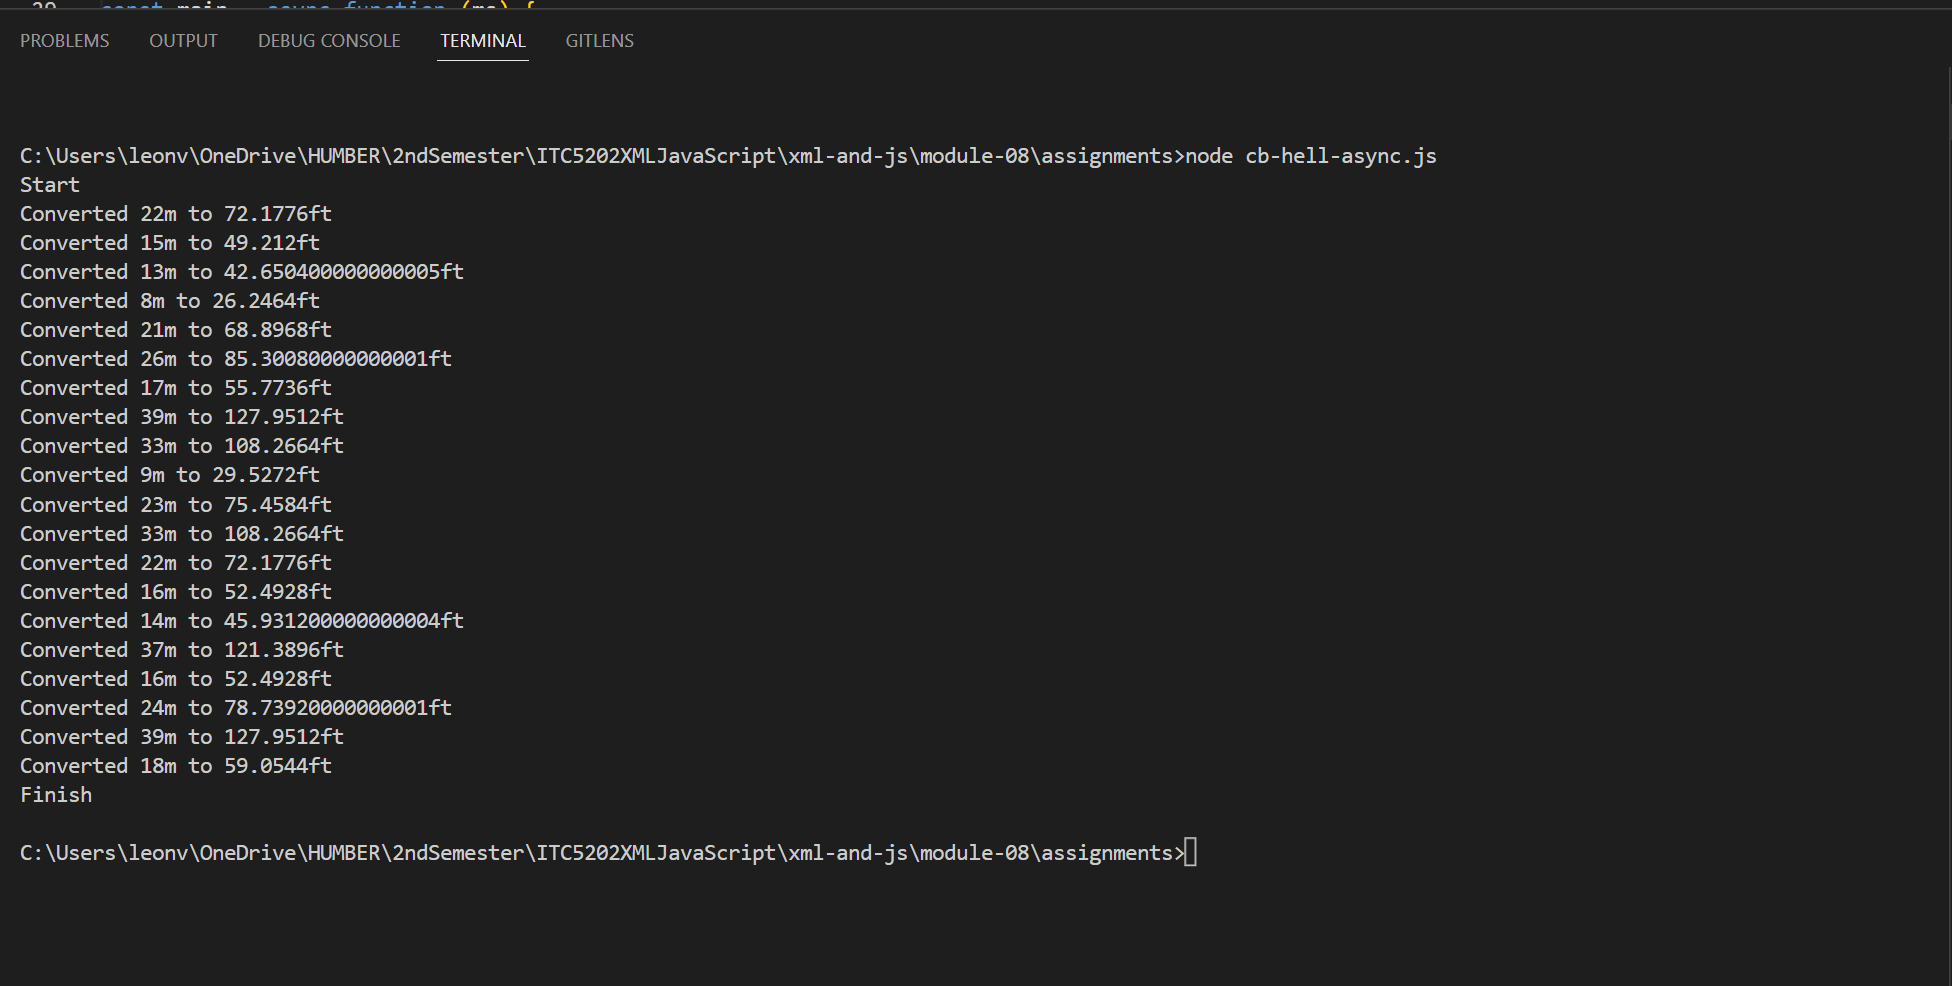 const main async function (ms) {
PROBLEMS OUTPUT DEBUG CONSOLE TERMINAL GITLENS
C:\Users\leonv\OneDrive\HUMBER\2ndSemester\ITC5202XMLJavaScript\xml-and-js\module-08\assignments>node cb-hell-async.js
Start
Converted 22m to 72.1776ft
Converted 15m to 49.212ft
Converted 13m to 42.650400000000005ft
Converted 8m to 26.2464ft
Converted 21m to 68.8968ft
Converted 26m to 85.30080000000001ft
Converted 17m to 55.7736ft
Converted 39m to 127.9512ft
Converted 33m to 108.2664ft
Converted 9m to 29.5272ft
Converted 23m to 75.4584ft
Converted 33m to 108.2664ft
Converted 22m to 72.1776ft
Converted 16m to 52.4928ft
Converted 14m to 45.931200000000004ft
Converted 37m to 121.3896ft
Converted 16m to 52.4928ft
Converted 24m to 78.73920000000001ft
Converted 39m to 127.9512ft
Converted 18m to 59.0544ft
Finish
C:\Users\leonv\OneDrive\HUMBER\2ndSemester\ITC5202XMLJavaScript\xml-and-js\module-08\assignments>